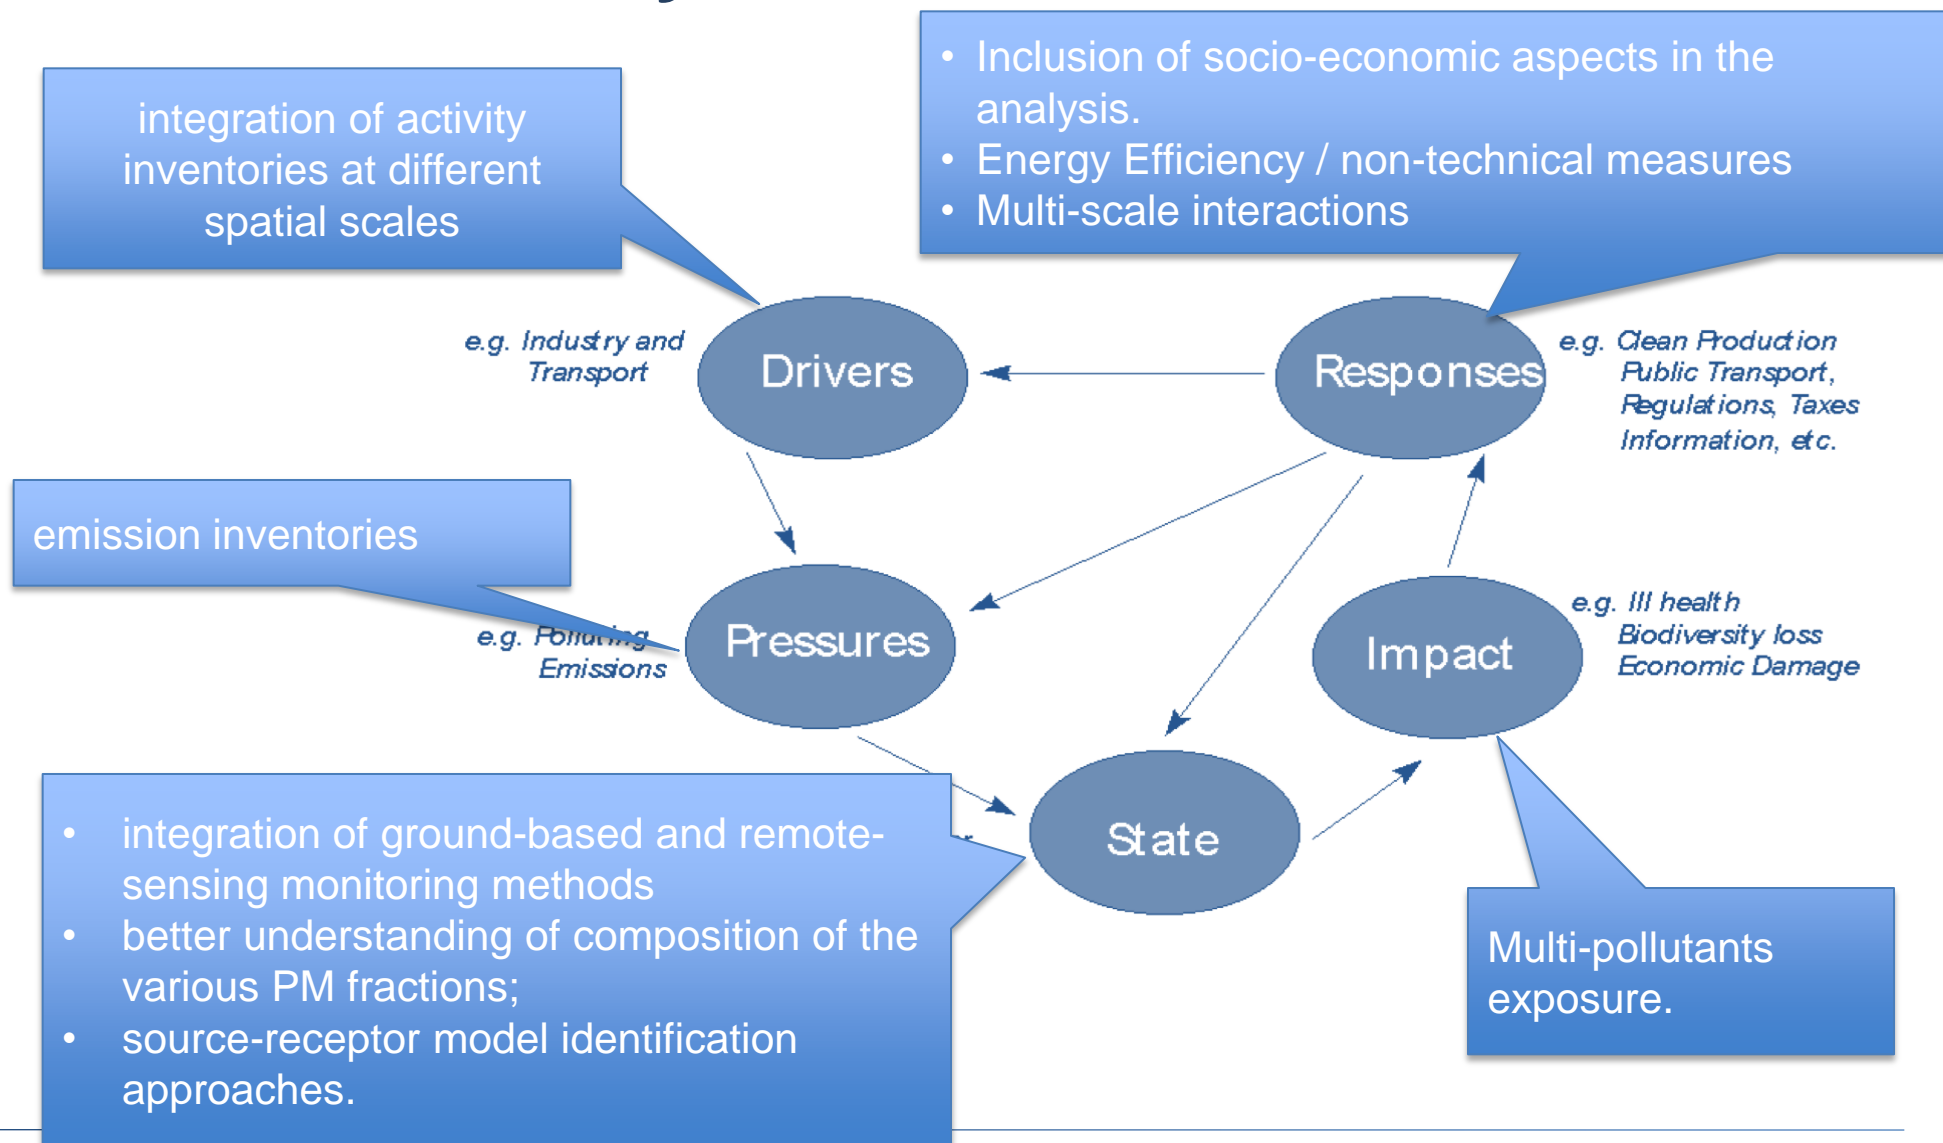 integration of activity
inventories at different
spatial scales
• Inclusion of socio-economic aspects in the
analysis.
• Energy Efficiency / non-technical measures
• Multi-scale interactions
e.g. Industry and
Transport
Drivers
Responses
e.g. Clean Production
Public Transport,
Regulations, Taxes
Information, etc.
emission inventories
e.g. Polluting
Emissions
Pressures
Impact
e.g. Ill health
Biodiversity loss
Economic Damage
• integration of ground-based and remote-
sensing monitoring methods
• better understanding of composition of the
various PM fractions;
• source-receptor model identification
approaches.
State
Multi-pollutants
exposure.